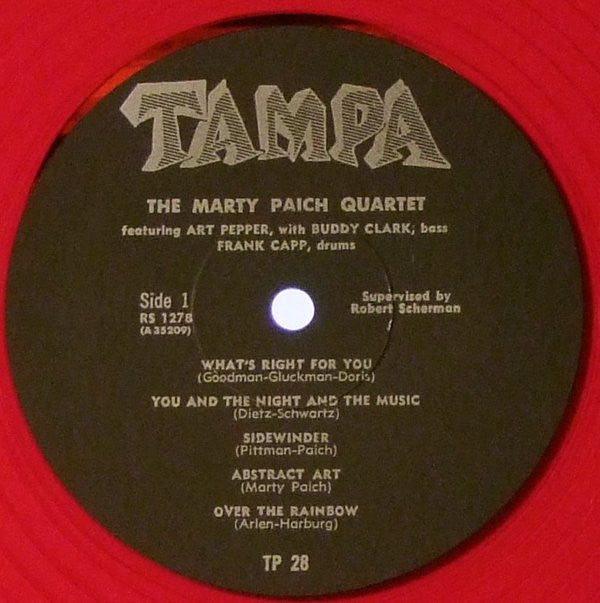 TAMPA
THE MARTY PAICH QUARTET
featuring ART PEPPER, with BUDDY CLARK, bass
FRANK CAPP, drums
Side 1
RS 1278
(A35209)
Supervised by
Robert Scherman
WHAT'S RIGHT FOR YOU
(Goodman-Gluckman-Doris)
YOU AND THE NIGHT AND THE MUSIC
(Dietz-Schwartz)
SIDEWINDER
(Pittman-Paich)
ABSTRACT ART
(Marty Paich)
OVER THE RAINBOW
(Arlen-Harburg)
TP 28